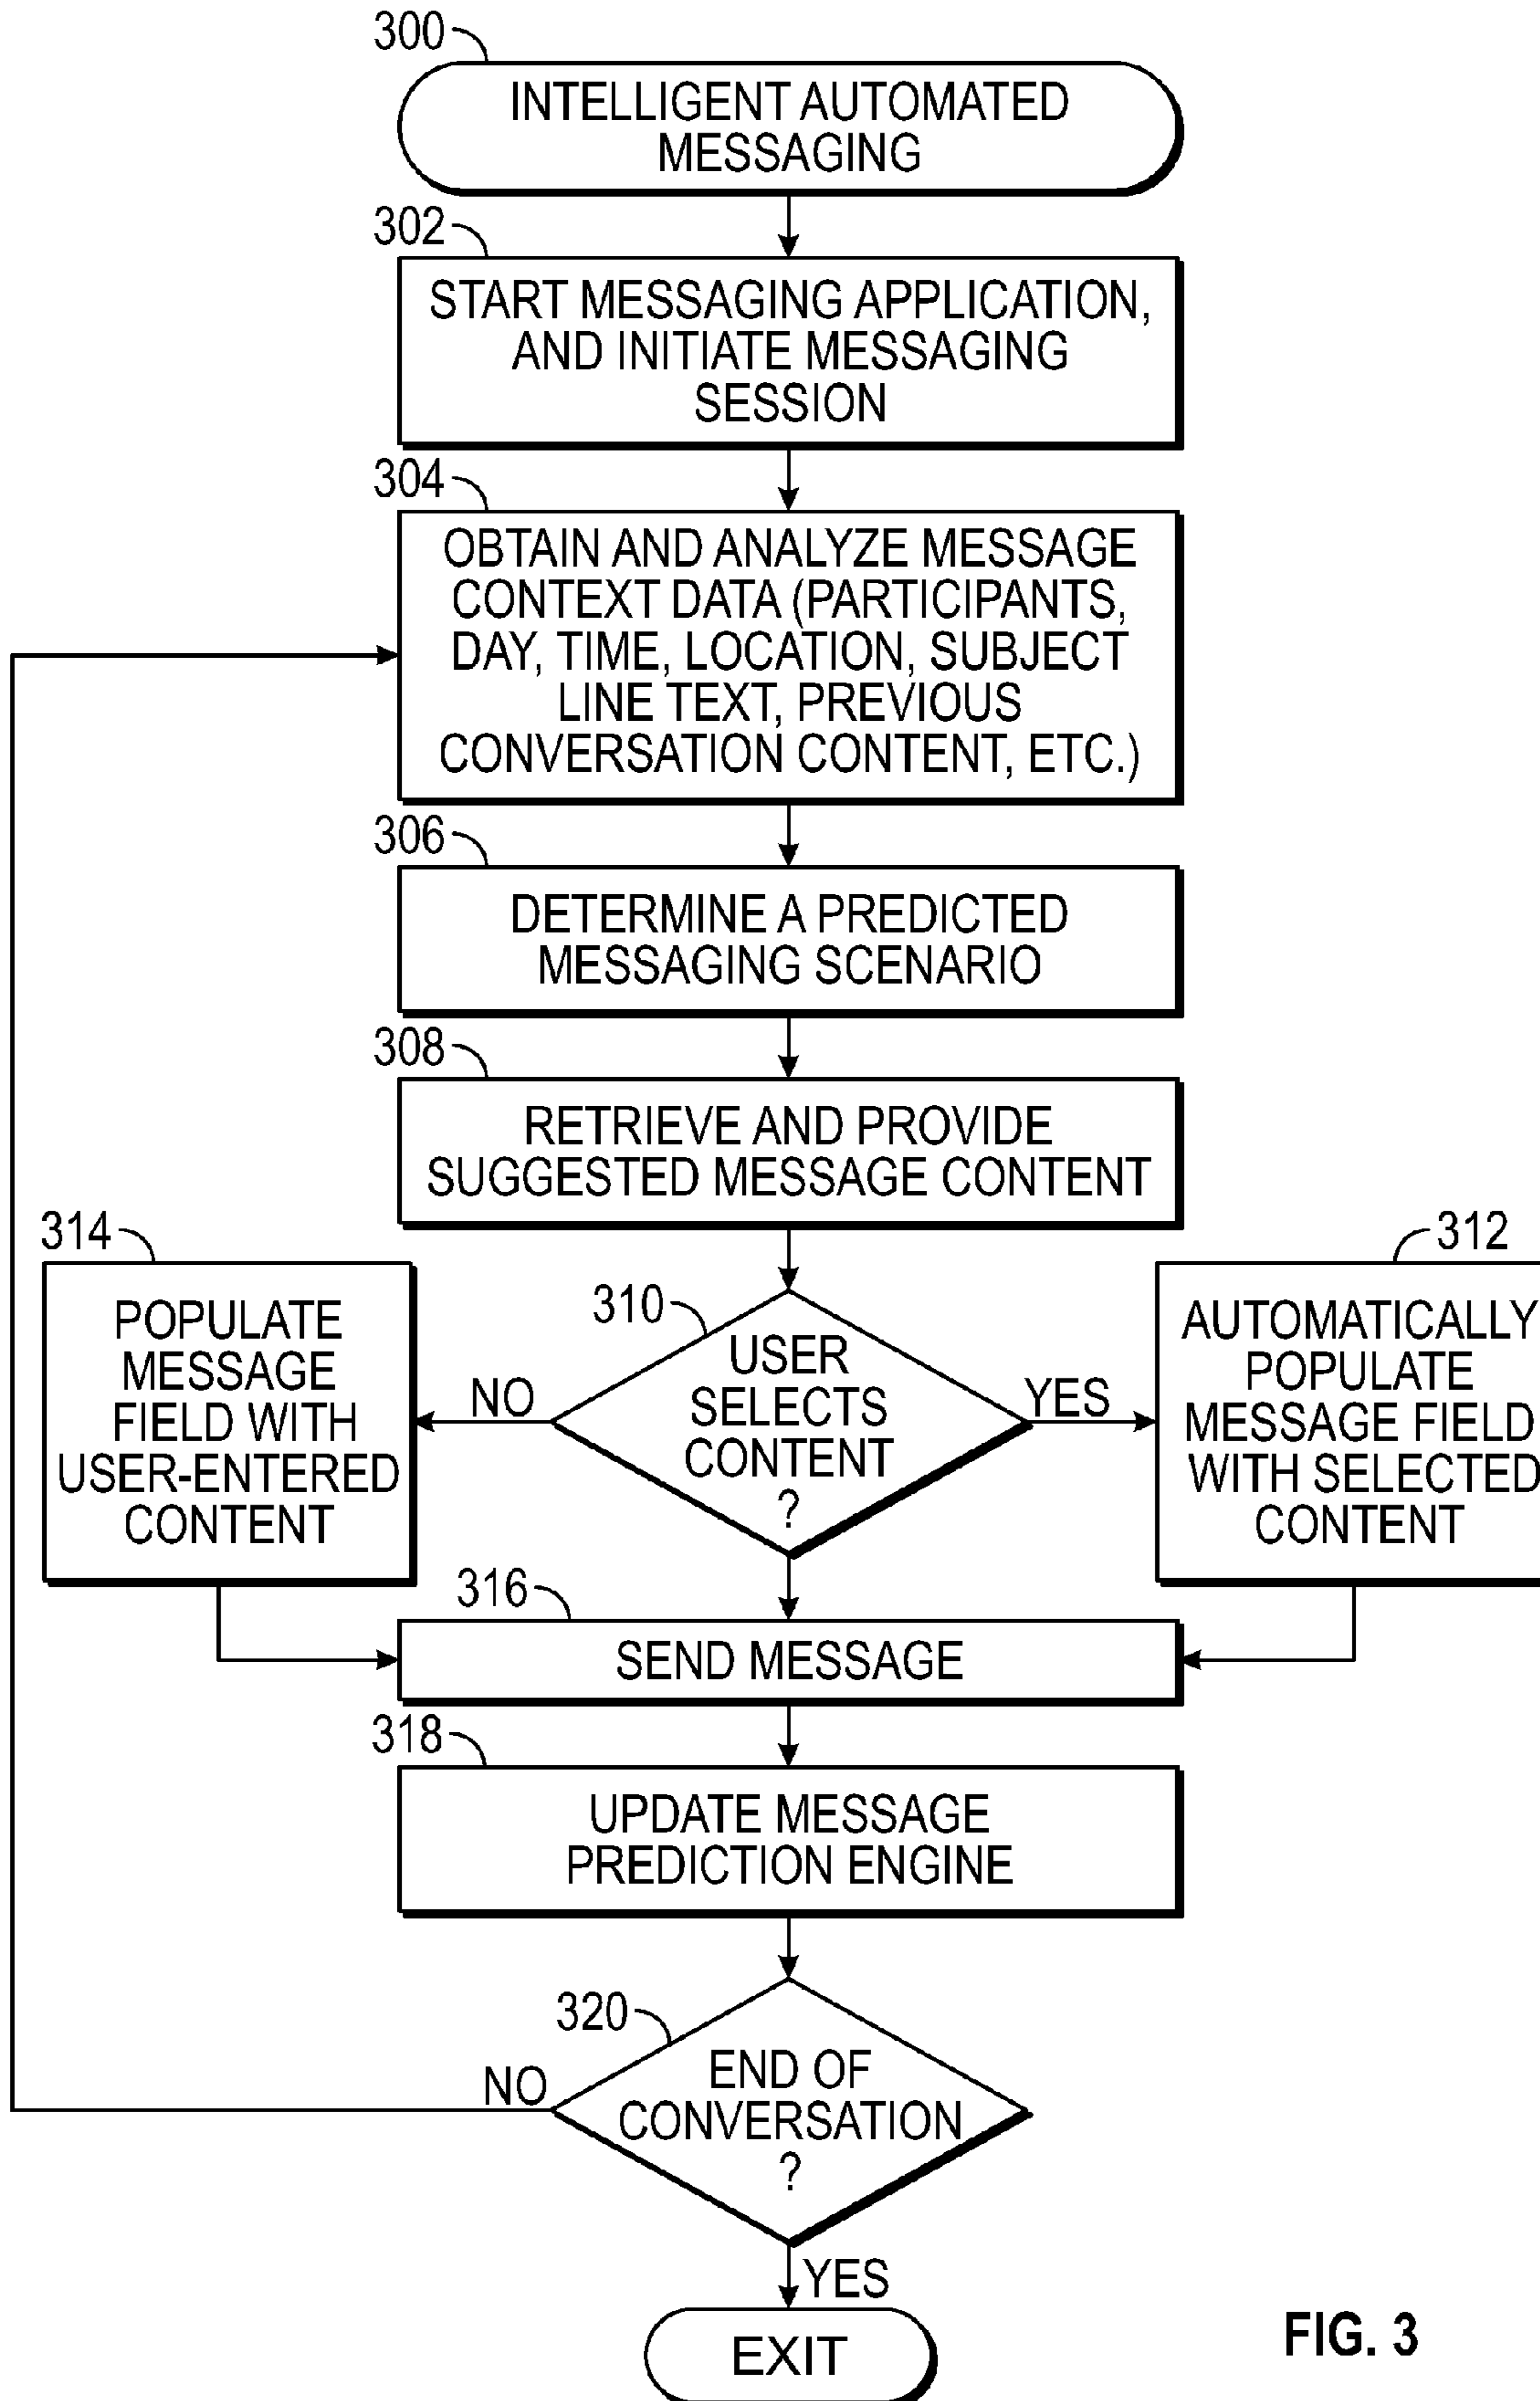 300
INTELLIGENT AUTOMATED
MESSAGING
302
START MESSAGING APPLICATION,
AND INITIATE MESSAGING
SESSION
304
OBTAIN AND ANALYZE MESSAGE
CONTEXT DATA (PARTICIPANTS,
DAY, TIME, LOCATION, SUBJECT
LINE TEXT, PREVIOUS
CONVERSATION CONTENT, ETC.)
306
DETERMINE A PREDICTED
MESSAGING SCENARIO
308
RETRIEVE AND PROVIDE
SUGGESTED MESSAGE CONTENT
310
USER
SELECTS
CONTENT
?
NO
YES
314
POPULATE
MESSAGE
FIELD WITH
USER-ENTERED
CONTENT
312
AUTOMATICALLY
POPULATE
MESSAGE FIELD
WITH SELECTED
CONTENT
316
SEND MESSAGE
318
UPDATE MESSAGE
PREDICTION ENGINE
320
END OF
CONVERSATION
?
NO
YES
EXIT
FIG. 3